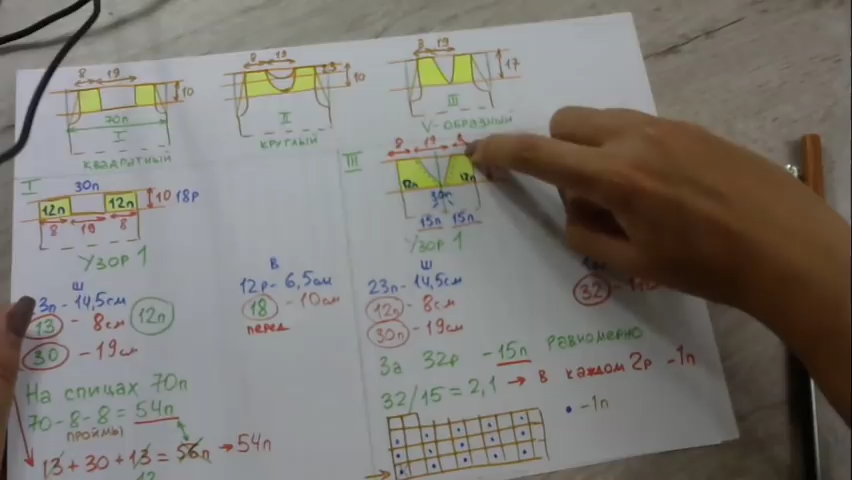 8 19
10
70п
I
КВАДРАТНЫЙ
8 19
10
II
КРУГЛЫЙ
8 19
17
III
V-ОБРАЗНЫЙ
I
30п
12п 12п
10 18р
8 19 8
УЗОР 1
III
8 19
12п 12п
30п
15п 15п
УЗОР 1
Ш
3п - 14,5см
13 - 8см 12п
30 - 19см
В
12р - 6,5см
18 - 10см
перед
Ш
23п - 14,5см
12п - 8см
30п - 19см
32
За 32р - 15п равномерно
32/15 = 2,1 → в каждом 2р - 1п
• - 1п
На спицах 70п
70-8-8 = 54п
ПРОЙМЫ
13 + 30 + 13 = 56п → 54п
12